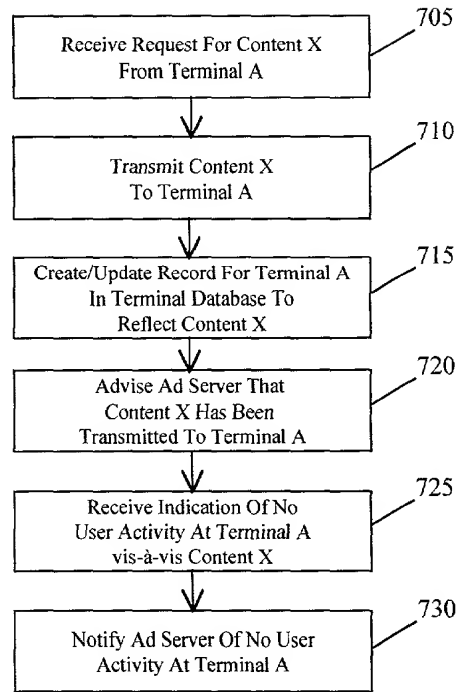 705
Receive Request For Content X
From Terminal A
710
Transmit Content X
To Terminal A
715
Create/Update Record For Terminal A
In Terminal Database To
Reflect Content X
720
Advise Ad Server That
Content X Has Been
Transmitted To Terminal A
725
Receive Indication Of No
User Activity At Terminal A
vis-à-vis Content X
730
Notify Ad Server Of No User
Activity At Terminal A